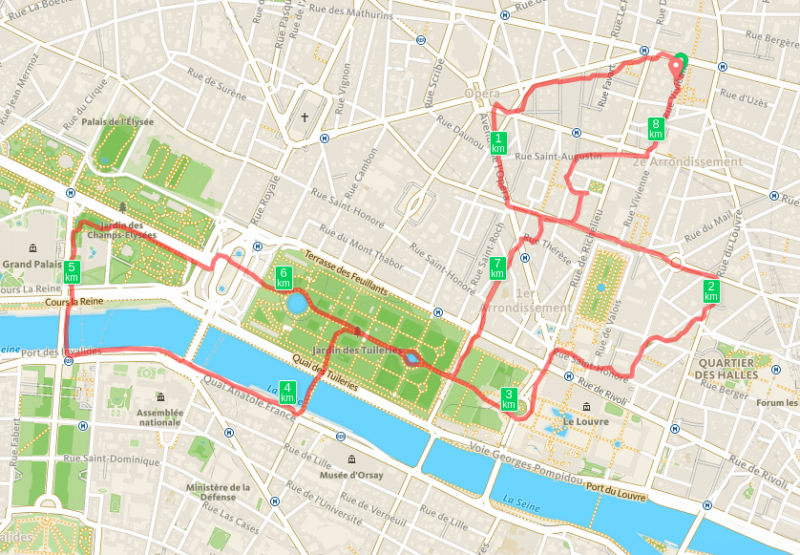 Rue La Boétie
Rue des Mathurins
Rue Pasquier
Rue Bergère
Rue Favart
Rue d'Uzès
Rue Jean Mermoz
Rue du Cirque
Rue de Surène
Rue Vignon
Rue Scribe
Opéra
Palais de l'Élysée
Rue Daunou
Avenue de l'Opéra
1
km
8
km
Rue Saint-Augustin
2e Arrondissement
Rue Cambon
Rue Royale
Rue Saint-Honoré
Rue Vivienne
Rue de Richelieu
Rue du Mail
Rue du Louvre
Jardin des
Champs-Élysées
Grand Palais
Rue du Mont Thabor
Rue Saint-Honoré
Rue Saint-Roch
Rue Thérèse
Terrasse des Feuillants
5
km
6
km
7
km
2
km
Cours La Reine
Cours la Reine
1er
Arrondissement
Rue de Valois
Port des Invalides
Jardin des Tuileries
Quai des Tuileries
Rue Saint-Honoré
Rue de Rivoli
QUARTIER
DES HALLES
Rue Berger
Forum les
Quai Anatole France
La Seine
4
km
3
km
Le Louvre
Assemblée
nationale
Rue Fabert
Rue Saint-Dominique
Rue de Lille
Musée d'Orsay
Voie Georges Pompidou
Port du Louvre
Rue de Rivoli
Ministère de la
Défense
Rue Las Cases
Rue de l'Université
Rue de Verneuil
Rue de Lille
La Seine